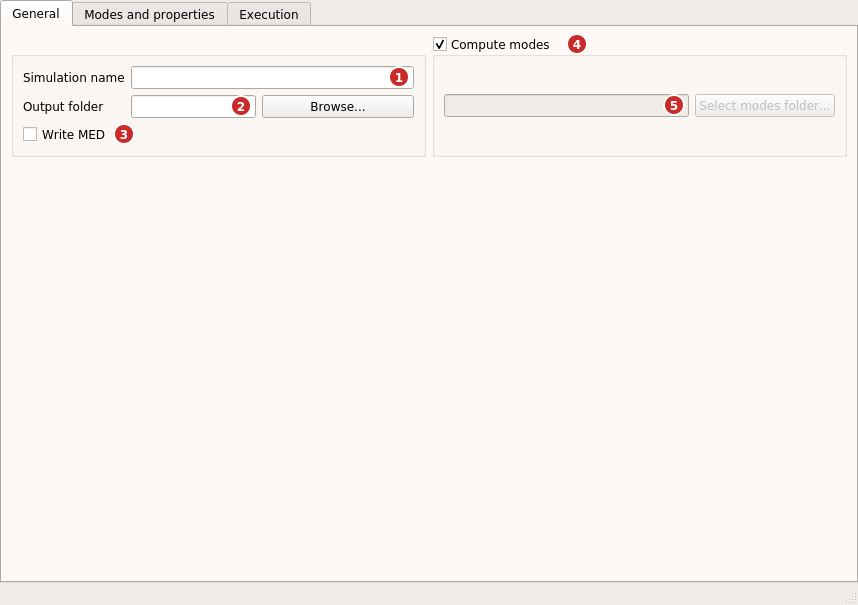 General Modes and properties Execution
Compute modes 4
Simulation name 1
Output folder 2 Browse...
5 Select modes folder...
Write MED 3